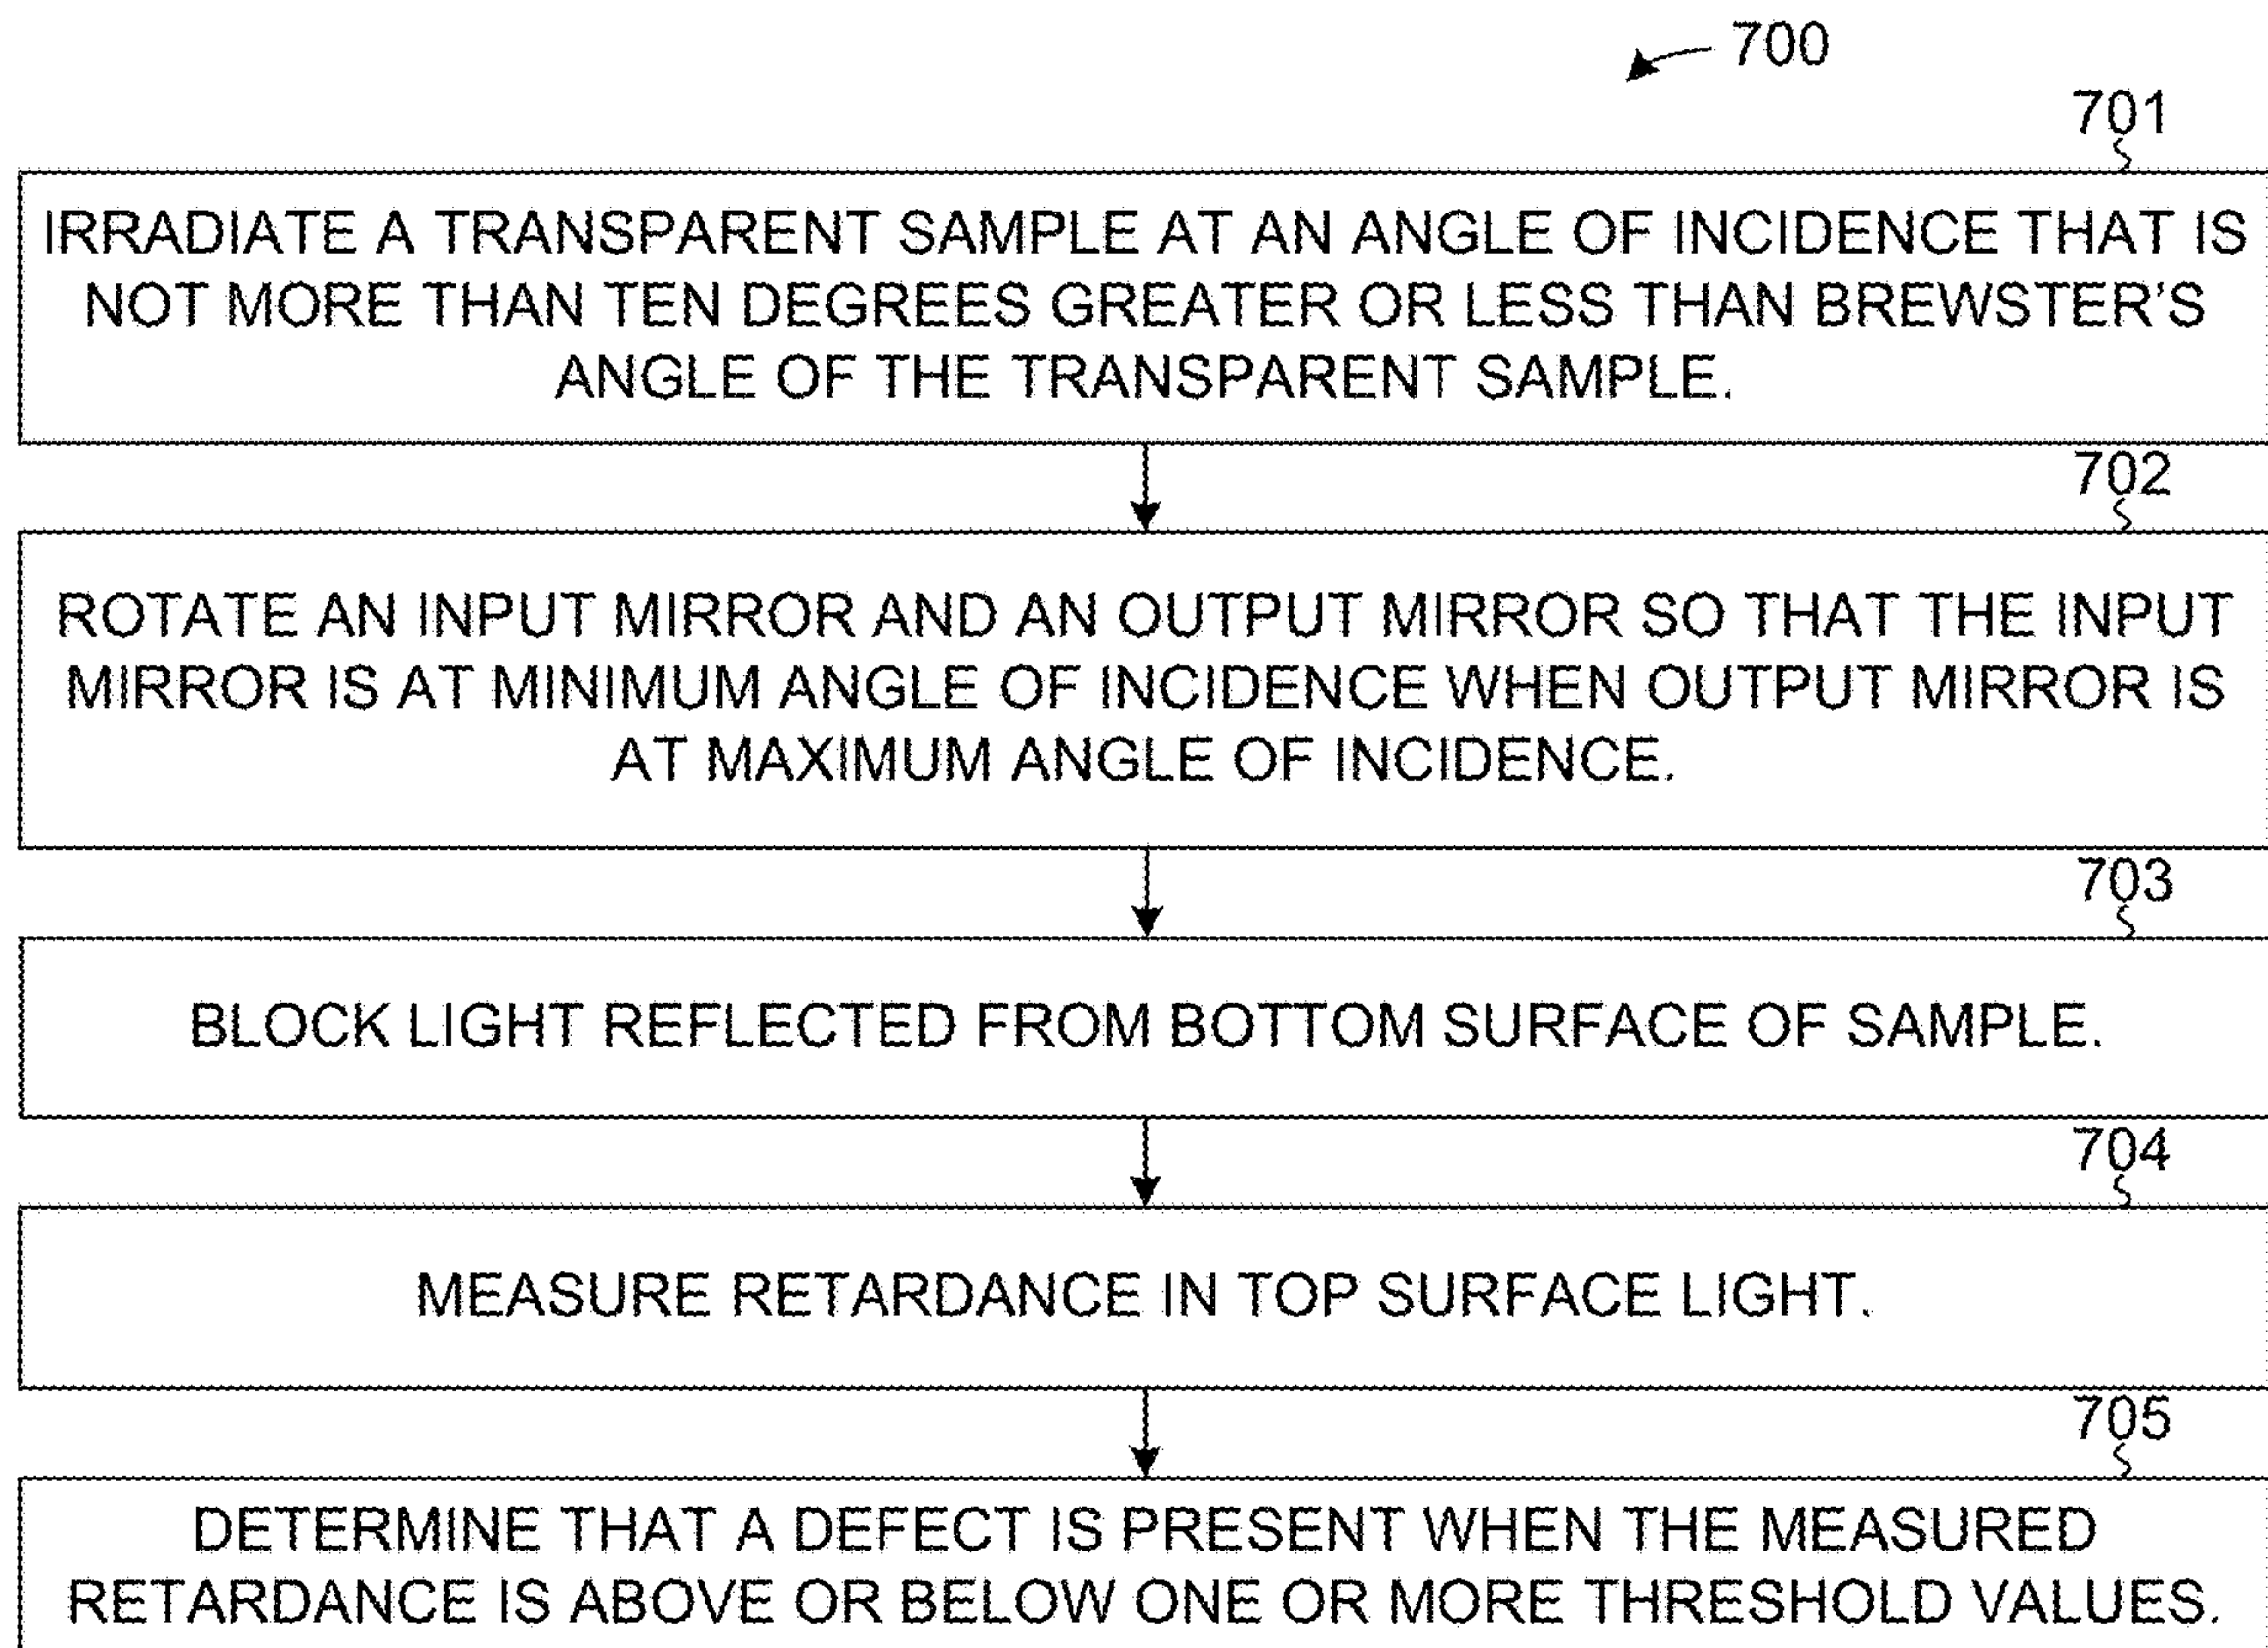 700
701
IRRADIATE A TRANSPARENT SAMPLE AT AN ANGLE OF INCIDENCE THAT IS
NOT MORE THAN TEN DEGREES GREATER OR LESS THAN BREWSTER'S
ANGLE OF THE TRANSPARENT SAMPLE.
702
ROTATE AN INPUT MIRROR AND AN OUTPUT MIRROR SO THAT THE INPUT
MIRROR IS AT MINIMUM ANGLE OF INCIDENCE WHEN OUTPUT MIRROR IS
AT MAXIMUM ANGLE OF INCIDENCE.
703
BLOCK LIGHT REFLECTED FROM BOTTOM SURFACE OF SAMPLE.
704
MEASURE RETARDANCE IN TOP SURFACE LIGHT.
705
DETERMINE THAT A DEFECT IS PRESENT WHEN THE MEASURED
RETARDANCE IS ABOVE OR BELOW ONE OR MORE THRESHOLD VALUES.